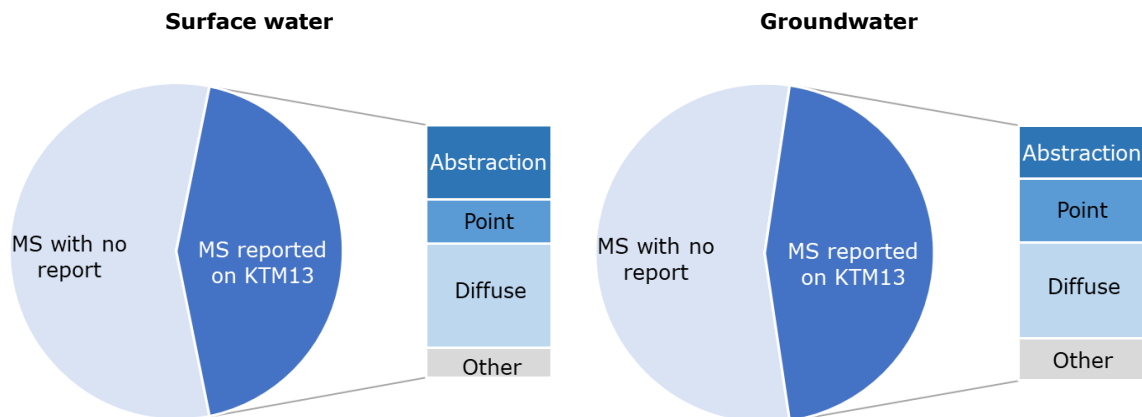 Surface water
MS with no
report
MS reported
on KTM13
Abstraction
Point
Diffuse
Other
Groundwater
MS with no
report
MS reported
on KTM13
Abstraction
Point
Diffuse
Other